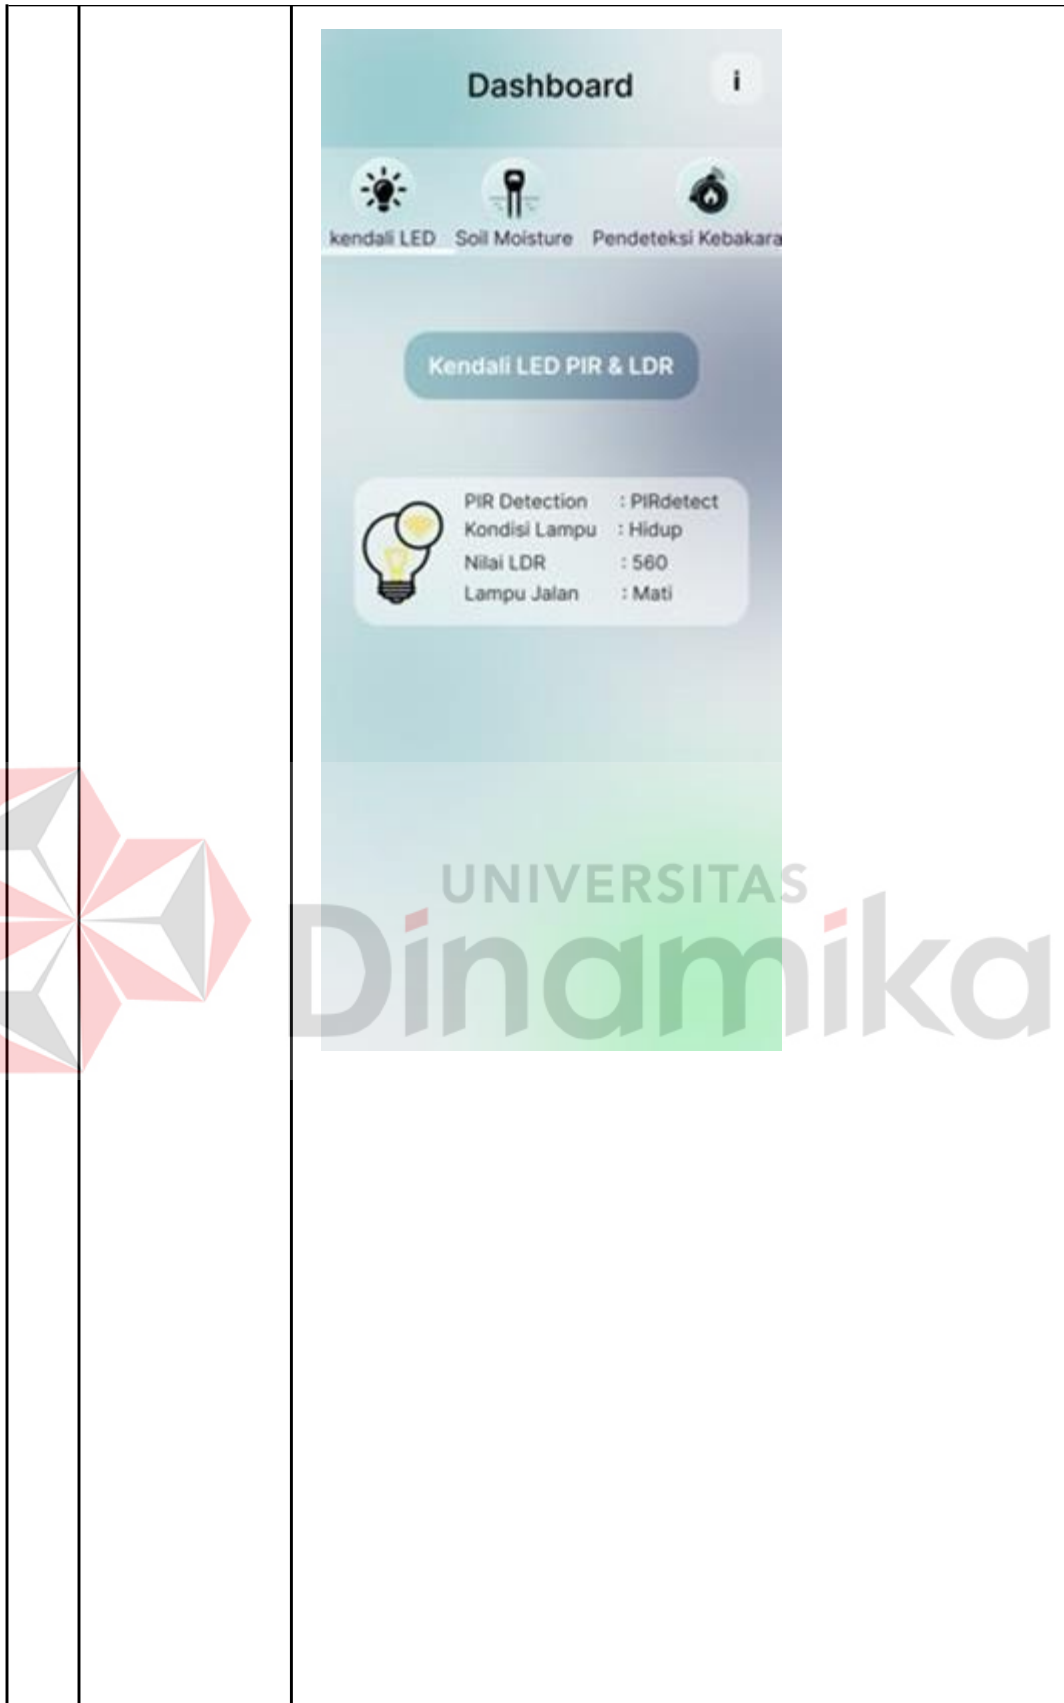 Dashboard
i
kendali LED Soil Moisture Pendeteksi Kebakara
Kendali LED PIR & LDR
PIR Detection : PIRdetect
Kondisi Lampu : Hidup
Nilai LDR : 560
Lampu Jalan : Mati
UNIVERSITAS
Dinamika